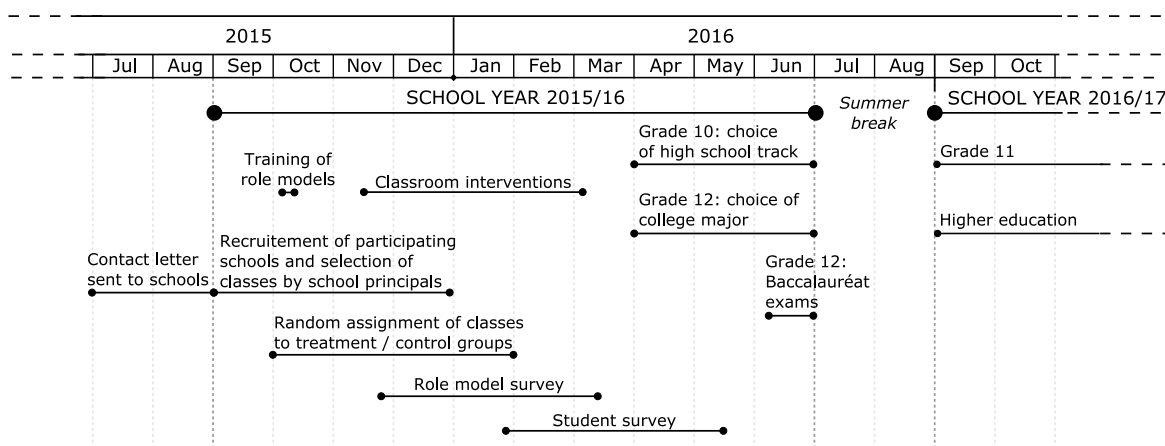 2015
2016
Jul Aug Sep Oct Nov Dec Jan Feb Mar Apr May Jun Jul Aug Sep Oct
SCHOOL YEAR 2015/16
Summer
break
SCHOOL YEAR 2016/17
Training of
role models
Classroom interventions
Grade 10: choice
of high school track
Grade 11
Grade 12: choice of
college major
Higher education
Contact letter
sent to schools
Recruitement of participating
schools and selection of
classes by school principals
Grade 12:
Baccalauréat
exams
Random assignment of classes
to treatment / control groups
Role model survey
Student survey